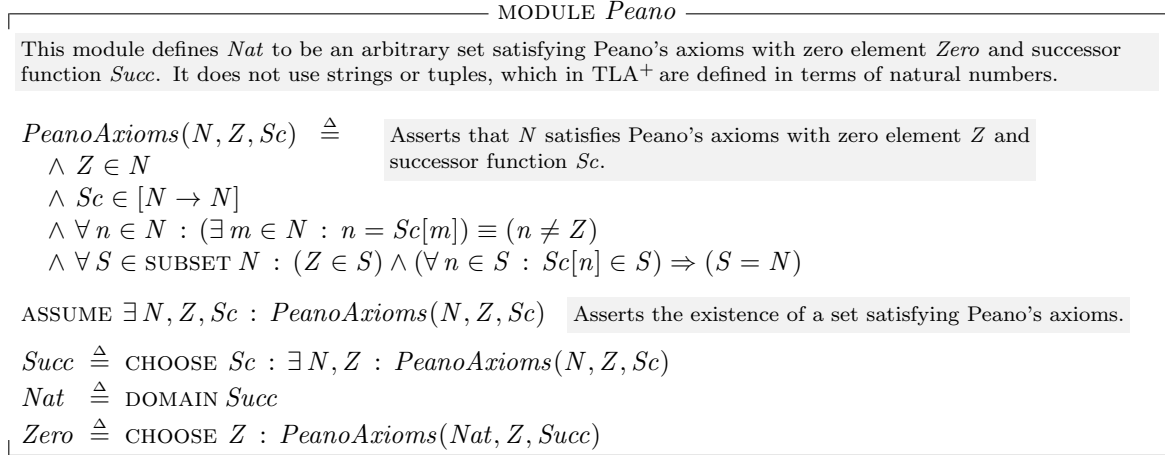 MODULE Peano
This module defines Nat to be an arbitrary set satisfying Peano's axioms with zero element Zero and successor
function Succ. It does not use strings or tuples, which in TLA⁺ are defined in terms of natural numbers.
PeanoAxioms(N, Z, Sc) ≜ Asserts that N satisfies Peano's axioms with zero element Z and
successor function Sc.
∧ Z ∈ N
∧ Sc ∈ [N → N]
∧ ∀ n ∈ N : (∃ m ∈ N : n = Sc[m]) ≡ (n ≠ Z)
∧ ∀ S ∈ SUBSET N : (Z ∈ S) ∧ (∀ n ∈ S : Sc[n] ∈ S) ⇒ (S = N)
ASSUME ∃ N, Z, Sc : PeanoAxioms(N, Z, Sc) Asserts the existence of a set satisfying Peano's axioms.
Succ ≜ CHOOSE Sc : ∃ N, Z : PeanoAxioms(N, Z, Sc)
Nat ≜ DOMAIN Succ
Zero ≜ CHOOSE Z : PeanoAxioms(Nat, Z, Succ)